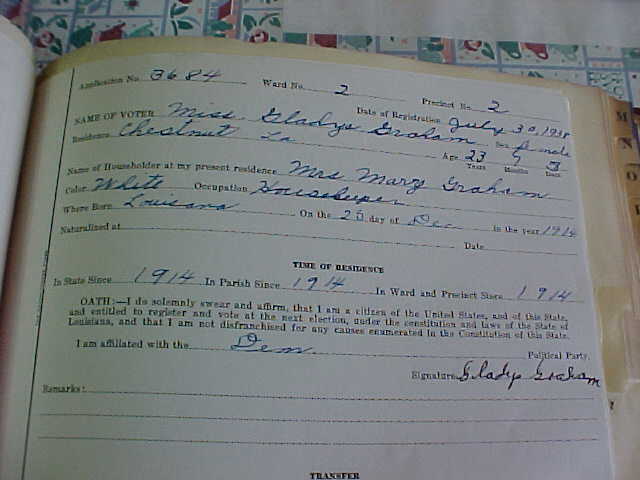 Application No. 3684 Ward No. 2 Precinct No. 2
Date of Registration July 30, 1938
NAME OF VOTER Miss Gladys Graham Sex female
Residence Chesnut La Age 23 Years 7 Months 5 Days
Name of Householder at my present residence Mrs Mary Graham
Color White Occupation Housekeeper
Where Born Louisana On the 25 day of Dec in the year 1914
Naturalized at Date
TIME OF RESIDENCE
In State Since 1914 In Parish Since 1914 In Ward and Precinct Since 1914
OATH:—I do solemnly swear and affirm, that I am a citizen of the United States, and of this State,
and entitled to register and vote at the next election, under the constitution and laws of the State of
Louisiana, and that I am not disfranchised for any causes enumerated in the Constitution of this State.
I am affiliated with the Dem Political Party.
Signature Gladys Graham
Remarks:
TRANSFER
M
N
O